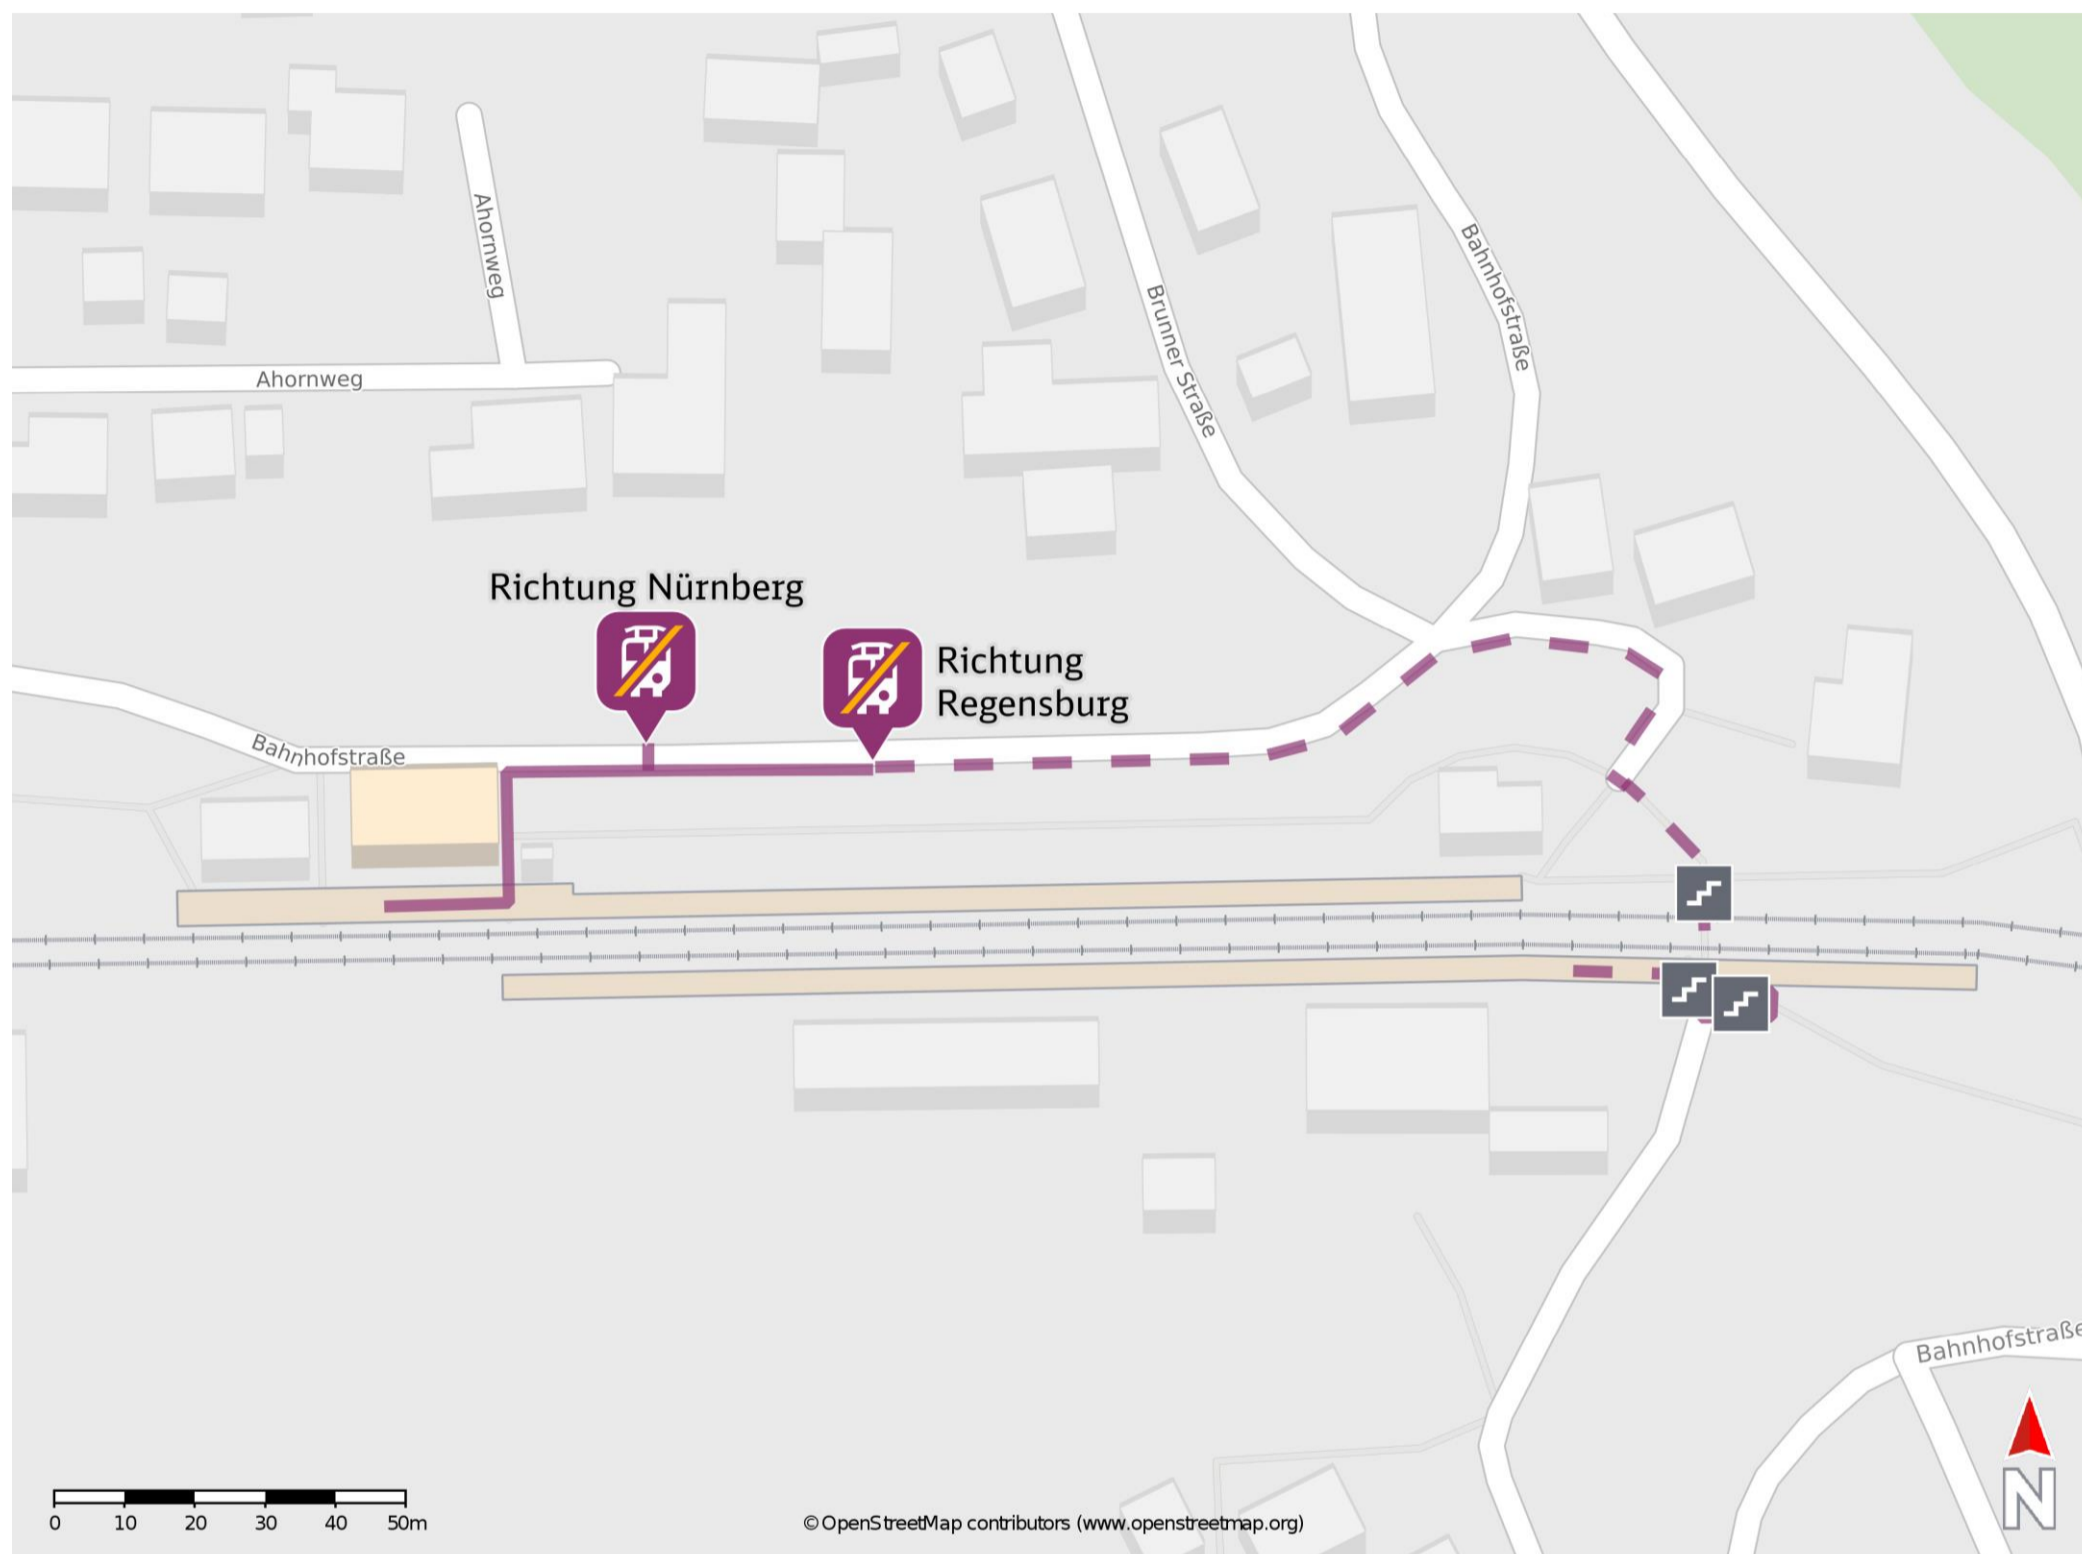 Ahornweg
Ahornweg
Brunner Straße
Bahnhofstraße
Richtung Nürnberg
Richtung
Regensburg
Bahnhofstraße
Bahnhofstraße
N
0 10 20 30 40 50m
© OpenStreetMap contributors (www.openstreetmap.org)